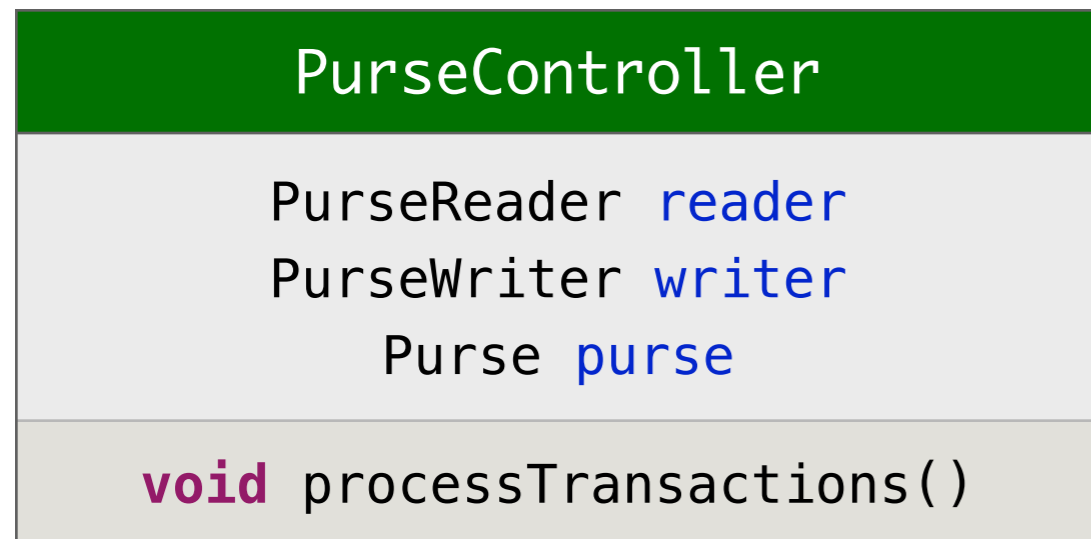 PurseController
PurseReader reader
PurseWriter writer
Purse purse
void processTransactions()